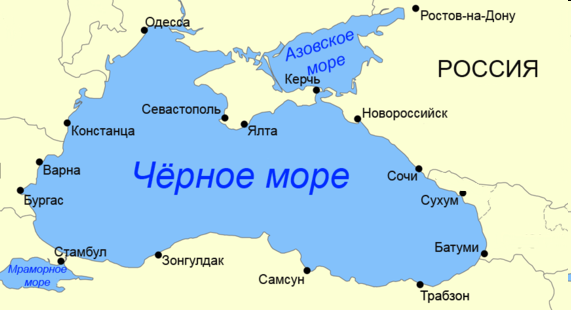 Одесса
Ростов-на-Дону
Азовское
море
РОССИЯ
Керчь
Севастополь
Новороссийск
Констанца
Ялта
Варна
Чёрное море
Сочи
Бургас
Сухум
Стамбул
Батуми
Зонгулдак
Мраморное
море
Самсун
Трабзон